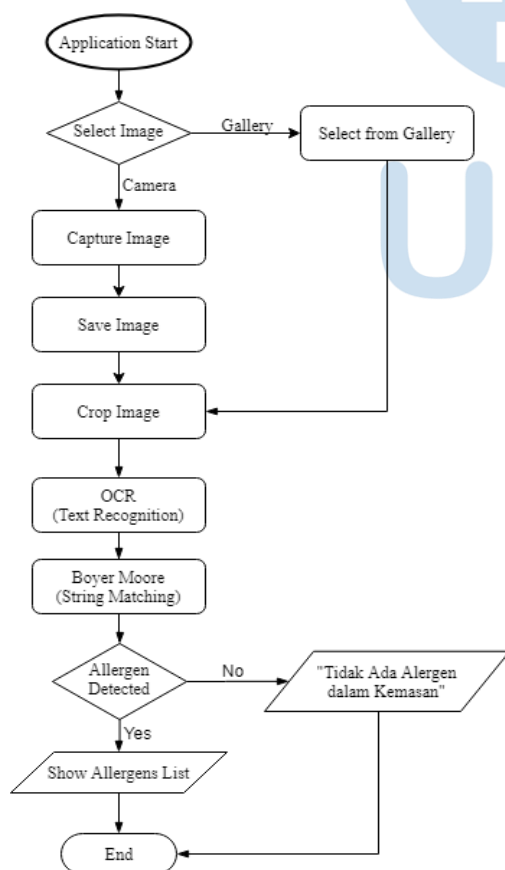 Application Start
Select Image
Gallery
Select from Gallery
Camera
Capture Image
Save Image
Crop Image
OCR
(Text Recognition)
Boyer Moore
(String Matching)
Allergen
Detected
No
"Tidak Ada Alergen
dalam Kemasan"
Yes
Show Allergens List
End
U